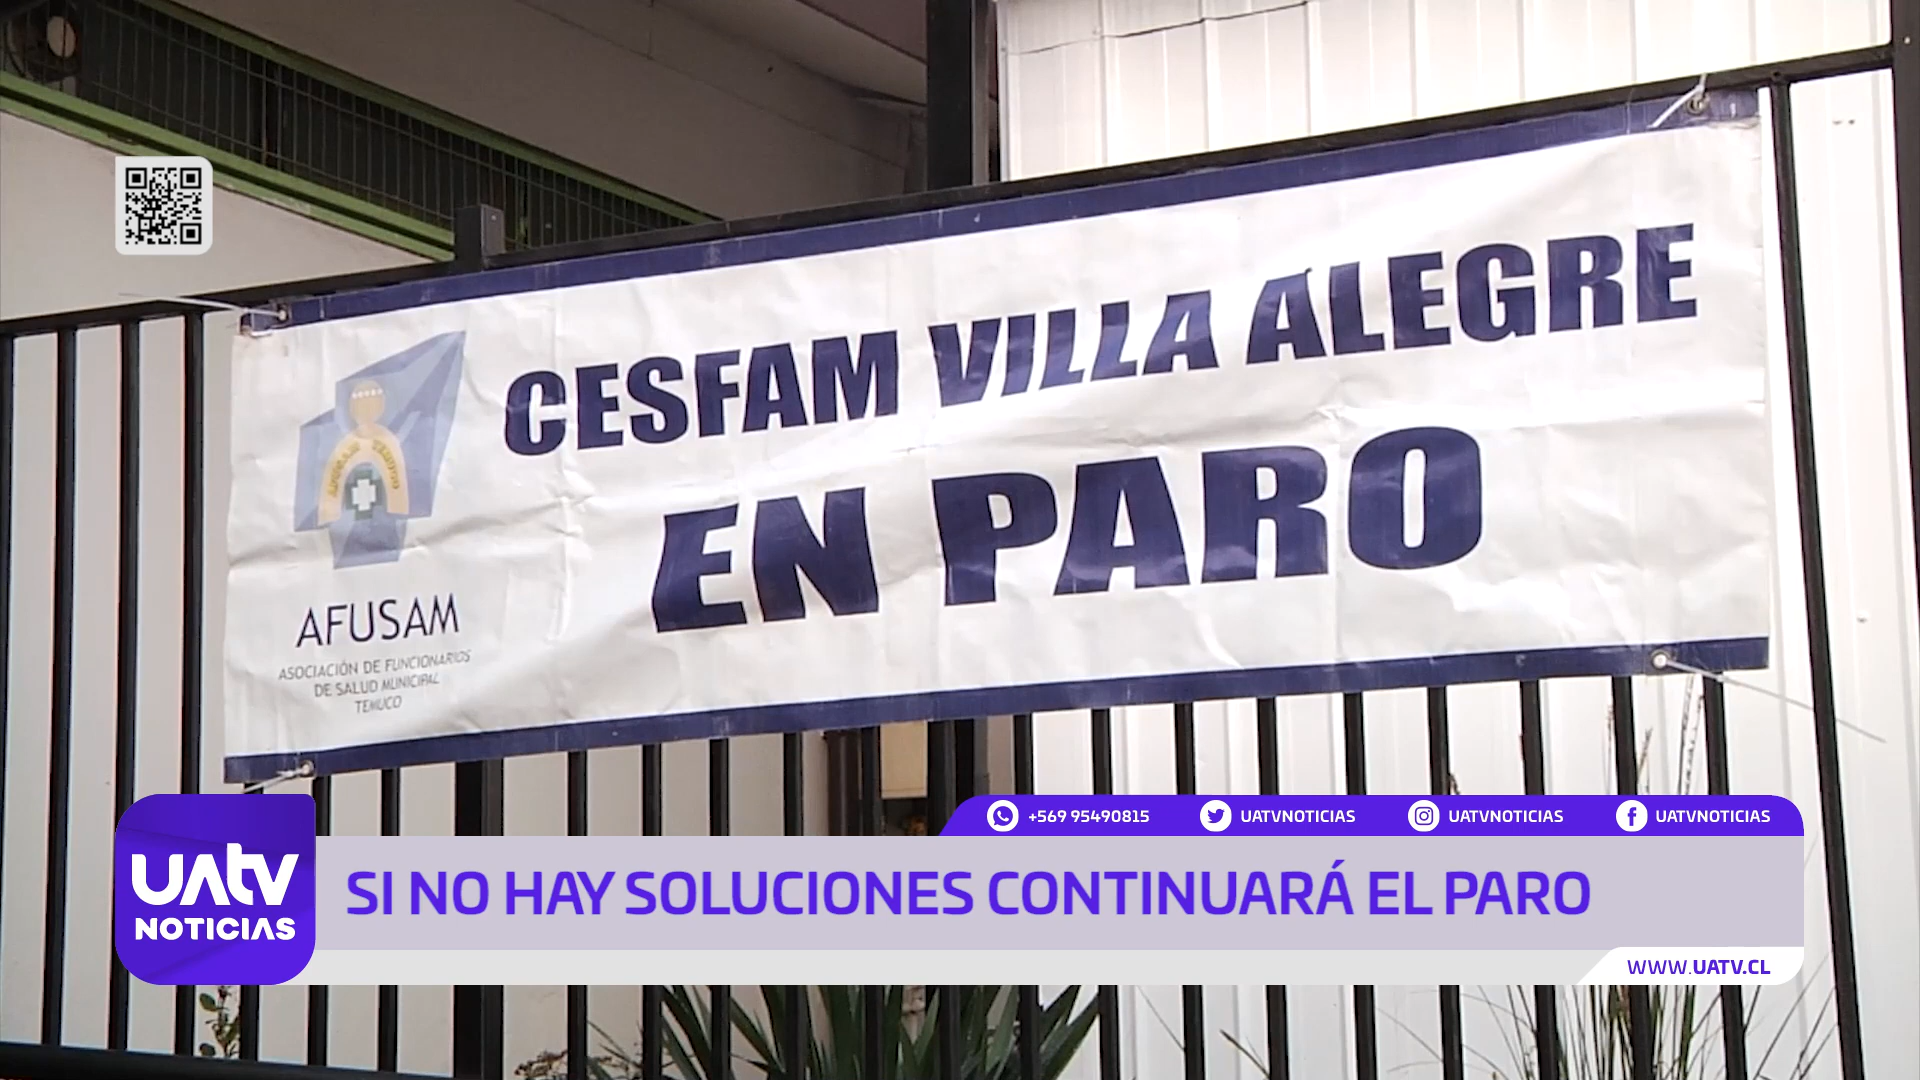 CESFAM VILLA ALEGRE
EN PARO
AFUSAM
ASOCIACIÓN DE FUNCIONARIOS
DE SALUD MUNICIPAL
TEMUCO
+569 95490815
UATVNOTICIAS
UATVNOTICIAS
UATVNOTICIAS
UATV
NOTICIAS
SI NO HAY SOLUCIONES CONTINUARÁ EL PARO
WWW.UATV.CL